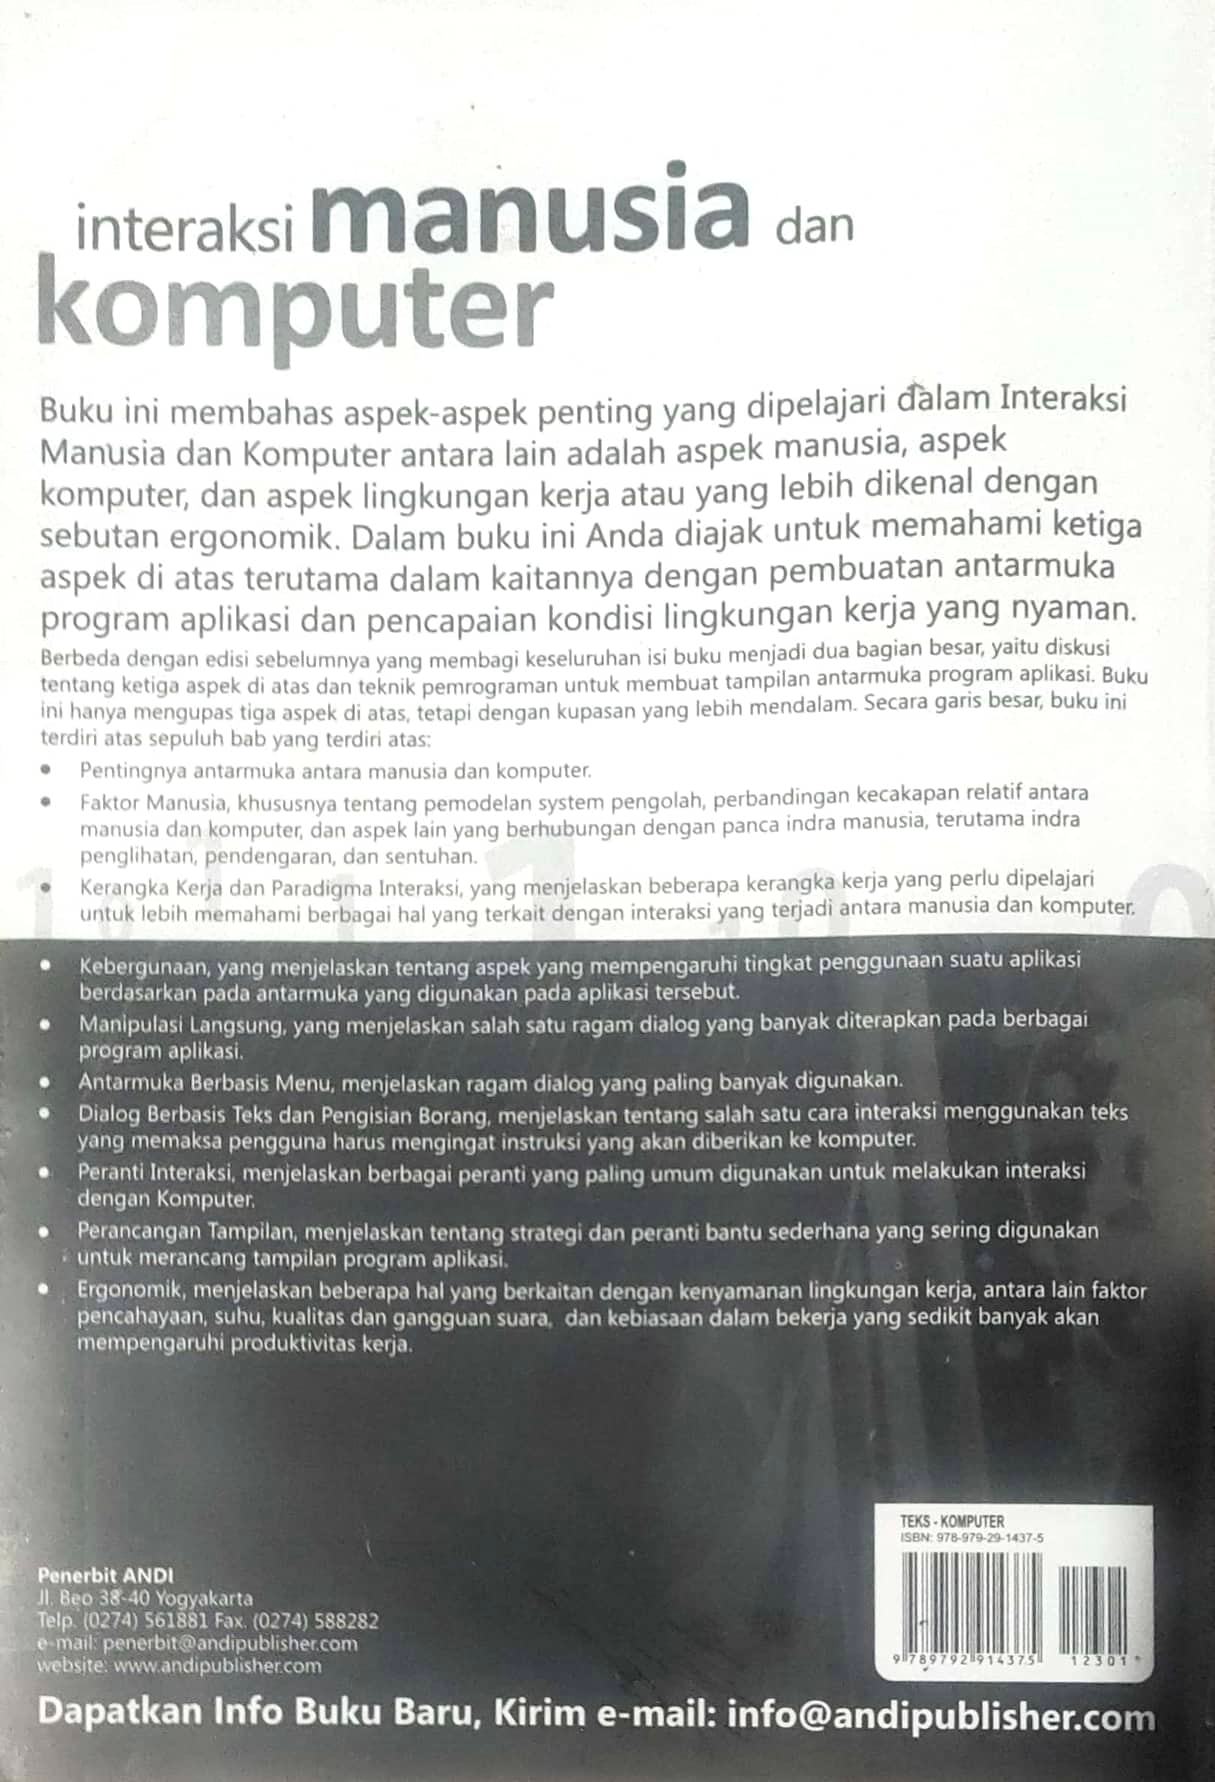 interaksi manusia dan
komputer
Buku ini membahas aspek-aspek penting yang dipelajari dalam Interaksi
Manusia dan Komputer antara lain adalah aspek manusia, aspek
komputer, dan aspek lingkungan kerja atau yang lebih dikenal dengan
sebutan ergonomik. Dalam buku ini Anda diajak untuk memahami ketiga
aspek di atas terutama dalam kaitannya dengan pembuatan antarmuka
program aplikasi dan pencapaian kondisi lingkungan kerja yang nyaman.
Berbeda dengan edisi sebelumnya yang membagi keseluruhan isi buku menjadi dua bagian besar, yaitu diskusi
tentang ketiga aspek di atas dan teknik pemrograman untuk membuat tampilan antarmuka program aplikasi. Buku
ini hanya mengupas tiga aspek di atas, tetapi dengan kupasan yang lebih mendalam. Secara garis besar, buku ini
terdiri atas sepuluh bab yang terdiri atas:
• Pentingnya antarmuka antara manusia dan komputer.
• Faktor Manusia, khususnya tentang pemodelan system pengolah, perbandingan kecakapan relatif antara
manusia dan komputer, dan aspek lain yang berhubungan dengan panca indra manusia, terutama indra
penglihatan, pendengaran, dan sentuhan.
• Kerangka Kerja dan Paradigma Interaksi, yang menjelaskan beberapa kerangka kerja yang perlu dipelajari
untuk lebih memahami berbagai hal yang terkait dengan interaksi yang terjadi antara manusia dan komputer.
• Kebergunaan, yang menjelaskan tentang aspek yang mempengaruhi tingkat penggunaan suatu aplikasi
berdasarkan pada antarmuka yang digunakan pada aplikasi tersebut.
• Manipulasi Langsung, yang menjelaskan salah satu ragam dialog yang banyak diterapkan pada berbagai
program aplikasi.
• Antarmuka Berbasis Menu, menjelaskan ragam dialog yang paling banyak digunakan.
• Dialog Berbasis Teks dan Pengisian Borang, menjelaskan tentang salah satu cara interaksi menggunakan teks
yang memaksa pengguna harus mengingat instruksi yang akan diberikan ke komputer.
• Peranti Interaksi, menjelaskan berbagai peranti yang paling umum digunakan untuk melakukan interaksi
dengan Komputer.
• Perancangan Tampilan, menjelaskan tentang strategi dan peranti bantu sederhana yang sering digunakan
untuk merancang tampilan program aplikasi.
• Ergonomik, menjelaskan beberapa hal yang berkaitan dengan kenyamanan lingkungan kerja, antara lain faktor
pencahayaan, suhu, kualitas dan gangguan suara, dan kebiasaan dalam bekerja yang sedikit banyak akan
mempengaruhi produktivitas kerja.
TEKS - KOMPUTER
ISBN: 978-979-29-1437-5
9 789792 914375
12301
Penerbit ANDI
Jl. Beo 38-40 Yogyakarta
Telp. (0274) 561881 Fax. (0274) 588282
e-mail: penerbit@andipublisher.com
website: www.andipublisher.com
Dapatkan Info Buku Baru, Kirim e-mail: info@andipublisher.com